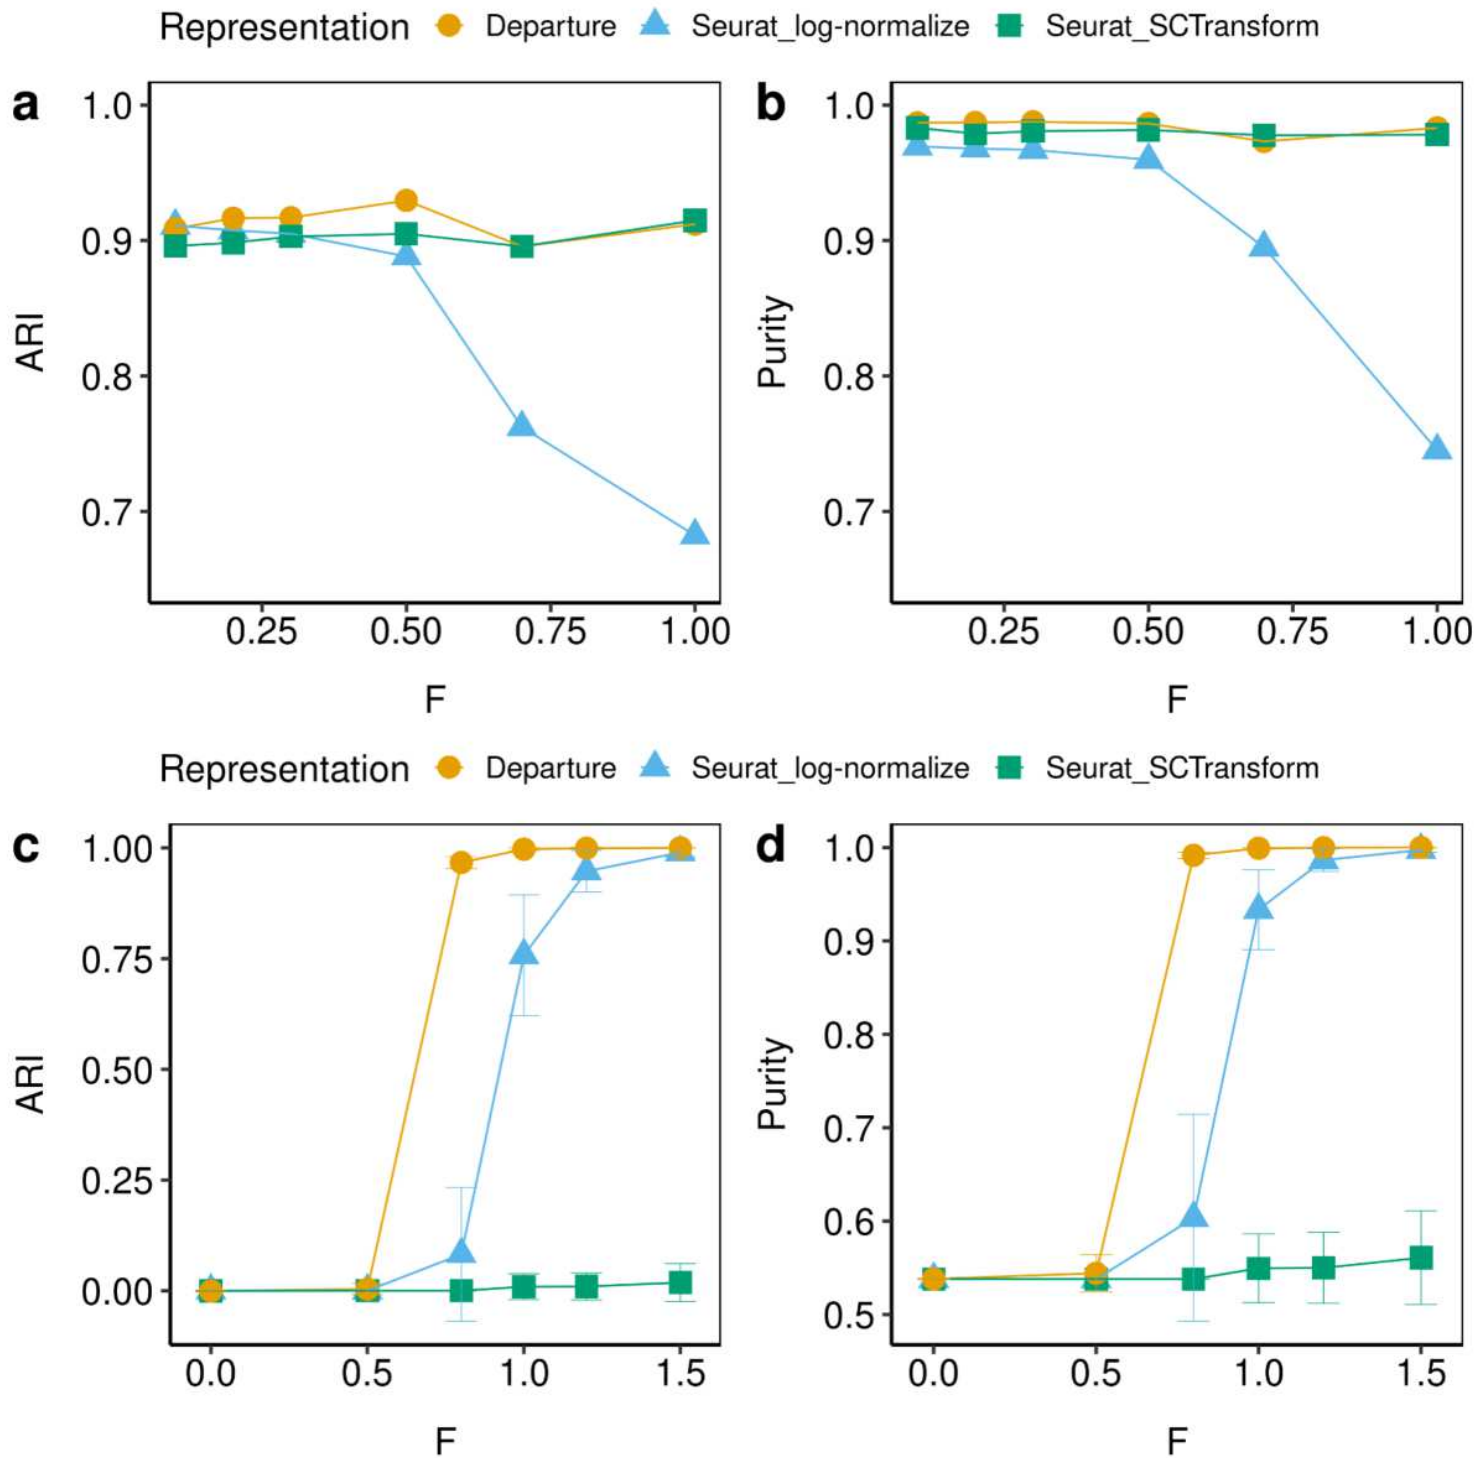 Representation Departure Seurat_log-normalize Seurat_SCTransform
a
1.0
0.9
0.8
0.7
ARI
0.25 0.50 0.75 1.00
F
b
1.0
0.9
0.8
0.7
Purity
0.25 0.50 0.75 1.00
F
Representation Departure Seurat_log-normalize Seurat_SCTransform
c
1.00
0.75
0.50
0.25
0.00
ARI
0.0 0.5 1.0 1.5
F
d
1.0
0.9
0.8
0.7
0.6
0.5
Purity
0.0 0.5 1.0 1.5
F